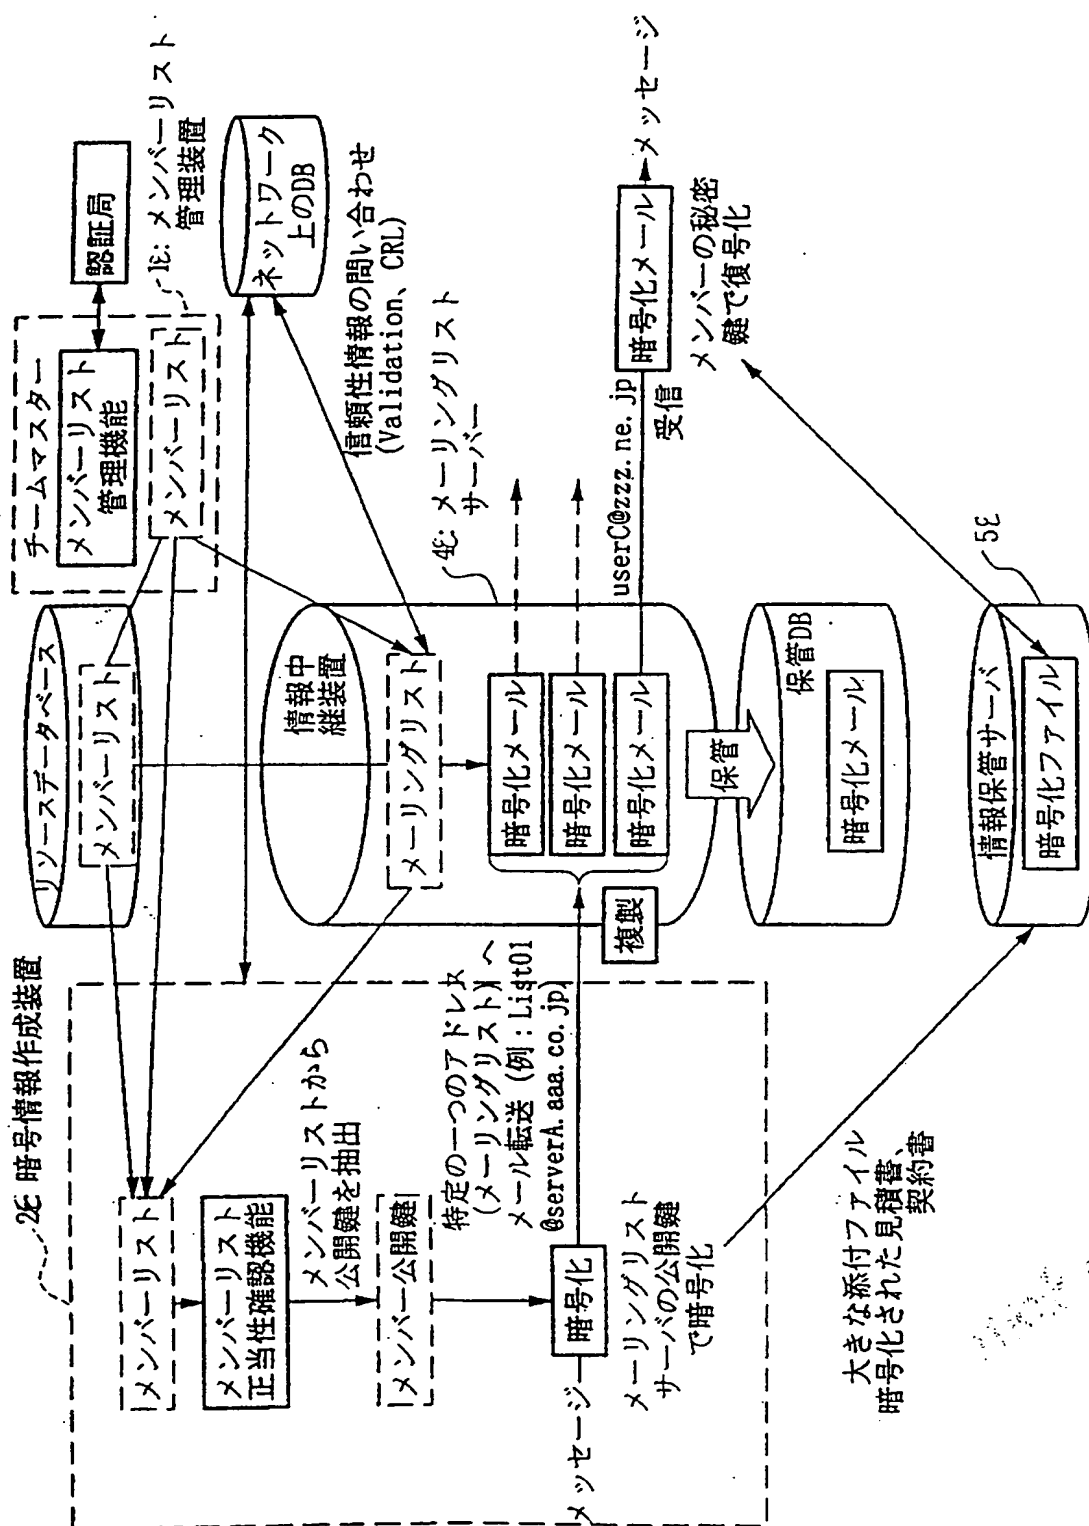 2E 暗号情報作成装置
メンバーリスト
メンバーリスト
正当性確認機能
メンバーリストから
公開鍵を抽出
メンバー公開鍵
メッセージ
暗号化
特定の一つのアドレス
(メーリングリスト)へ
メール転送 (例:List01
@serverA.aaa.co.jp)
メーリングリスト
サーバの公開鍵
で暗号化
大きな添付ファイル
暗号化された見積書、
契約書
リソースデータベース
メンバーリスト
情報中
継装置
メーリングリスト
暗号化メール
暗号化メール
暗号化メール
複製
保管
保管DB
暗号化メール
情報保管サーバ
暗号化ファイル
5E
チームマスター
メンバーリスト
管理機能
メンバーリスト
認証局
1E: メンバーリスト
管理装置
ネットワーク
上のDB
信頼性情報の問い合わせ
(Validation、CRL)
4E: メーリングリスト
サーバー
userC@zzz.ne.jp
受信
暗号化メール
メッセージ
メンバーの秘密
鍵で復号化